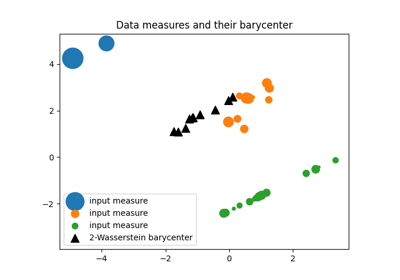 Data measures and their barycenter
4
2
0
−2
−4
−2
0
2
input measure
input measure
input measure
2-Wasserstein barycenter